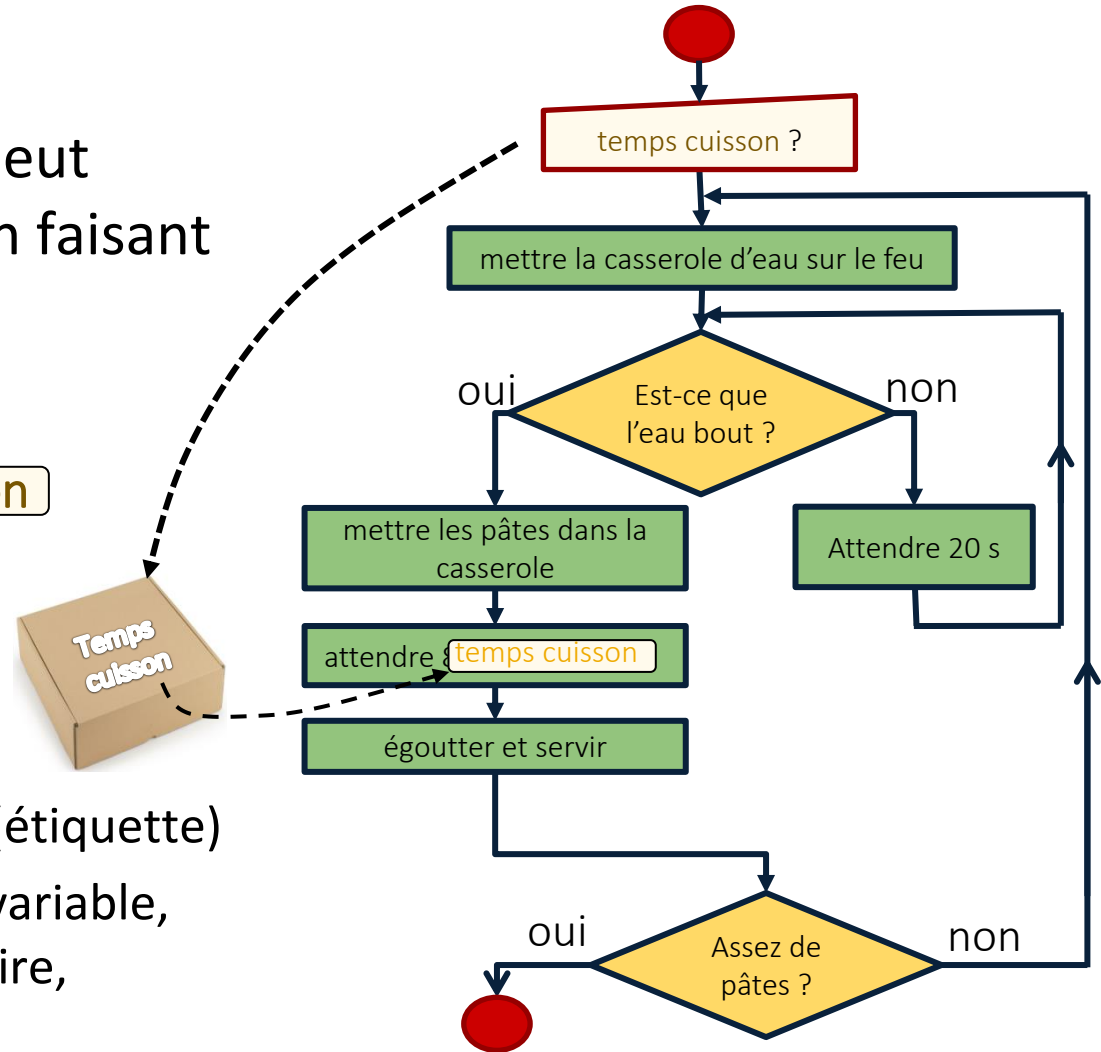 temps cuisson ?
eut
n faisant
mettre la casserole d'eau sur le feu
oui
Est-ce que
l'eau bout ?
non
n
mettre les pâtes dans la
casserole
Attendre 20 s
Temps
cuisson
attendre
temps cuisson
égoutter et servir
(étiquette)
variable,
ire,
oui
Assez de
pâtes ?
non